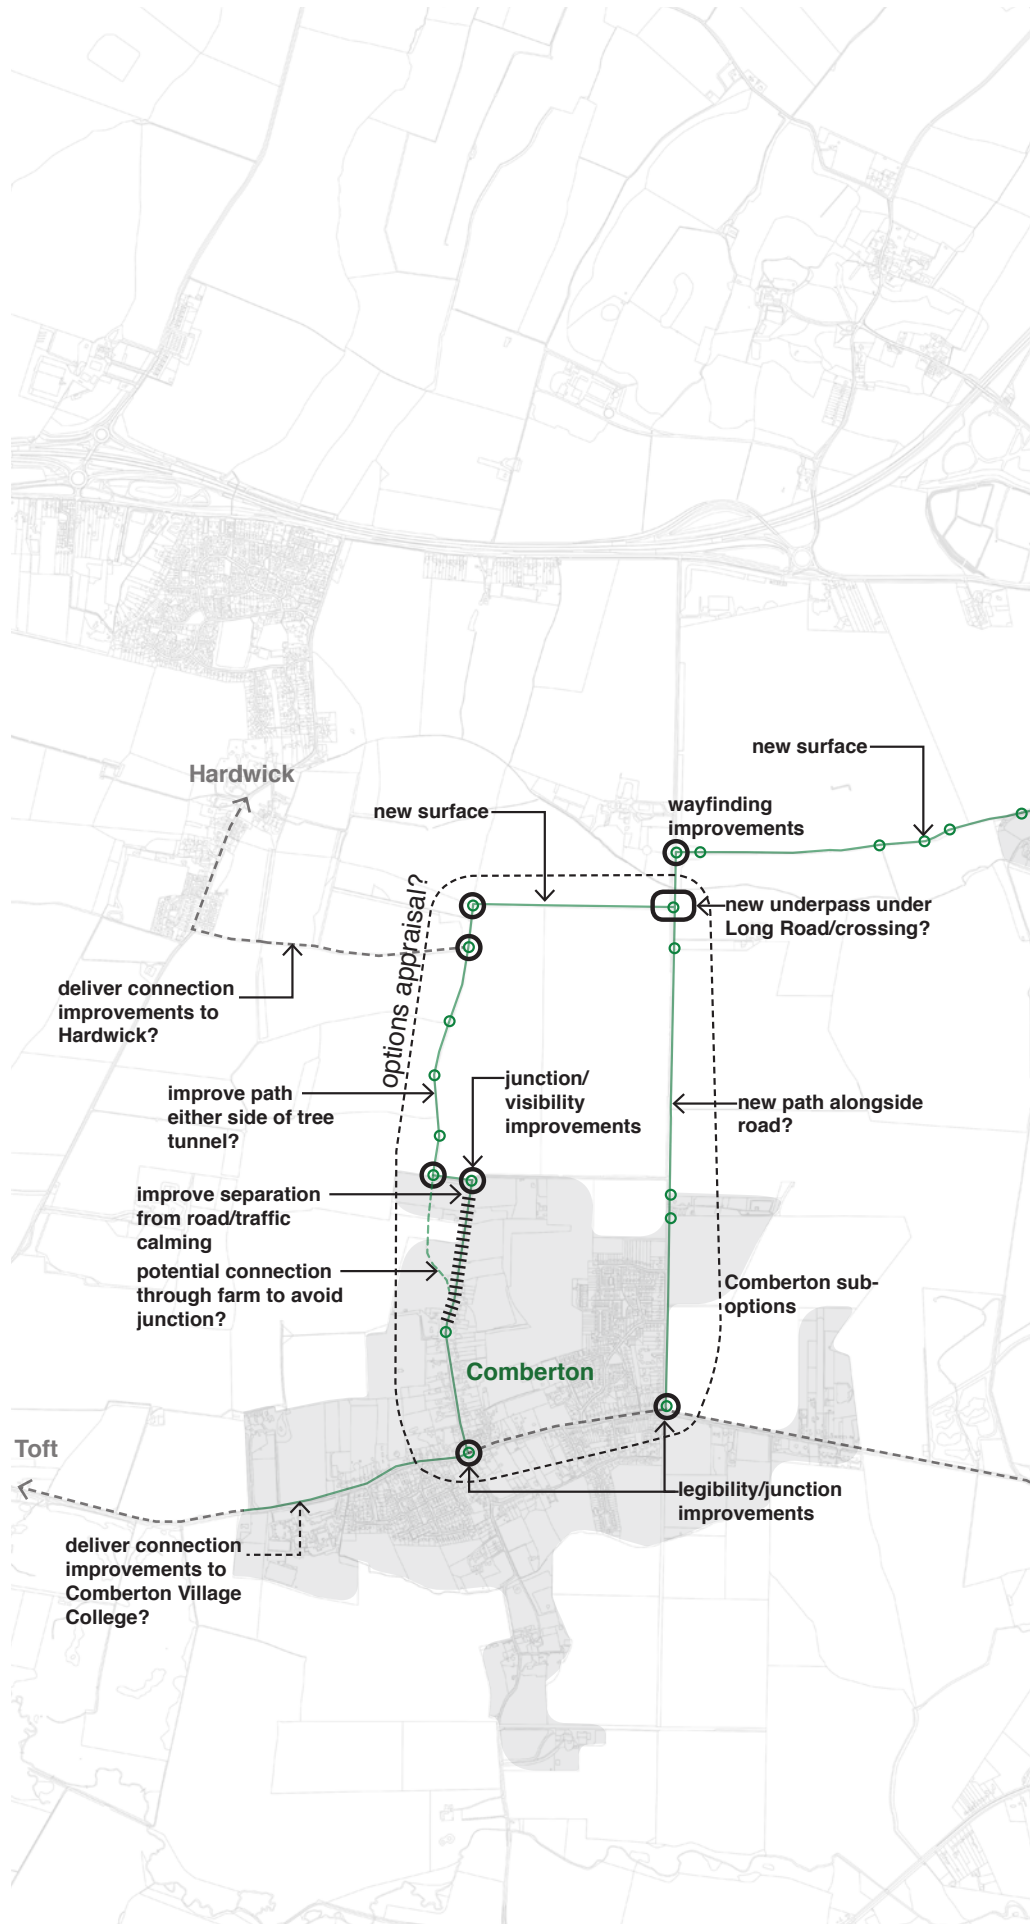 new surface
Hardwick
wayfinding
improvements
new surface
options appraisal?
new underpass under
Long Road/crossing?
deliver connection
improvements to
Hardwick?
junction/
visibility
improvements
improve path
either side of tree
tunnel?
new path alongside
road?
improve separation
from road/traffic
calming
potential connection
through farm to avoid
junction?
Comberton sub-
options
Comberton
Toft
legibility/junction
improvements
deliver connection
improvements to
Comberton Village
College?